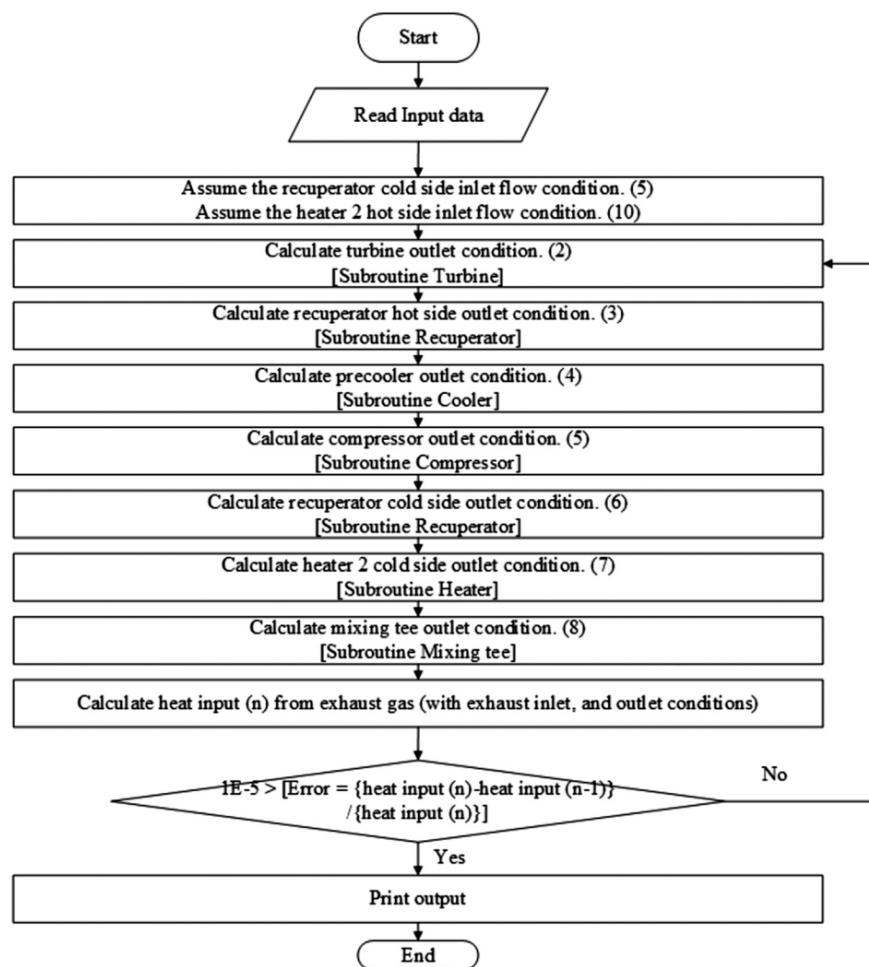 Start
Read Input data
Assume the recuperator cold side inlet flow condition. (5)
Assume the heater 2 hot side inlet flow condition. (10)
Calculate turbine outlet condition. (2)
[Subroutine Turbine]
Calculate recuperator hot side outlet condition. (3)
[Subroutine Recuperator]
Calculate precooler outlet condition. (4)
[Subroutine Cooler]
Calculate compressor outlet condition. (5)
[Subroutine Compressor]
Calculate recuperator cold side outlet condition. (6)
[Subroutine Recuperator]
Calculate heater 2 cold side outlet condition. (7)
[Subroutine Heater]
Calculate mixing tee outlet condition. (8)
[Subroutine Mixing tee]
Calculate heat input (n) from exhaust gas (with exhaust inlet, and outlet conditions)
1E-5 > [Error = {heat input (n)-heat input (n-1)}
/{heat input (n)}]
No
Yes
Print output
End